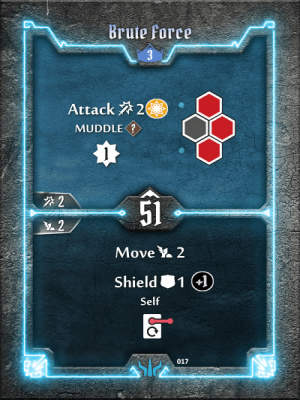 Brute Force
3
Attack 2
MUDDLE ?
1
2
51
2
Move 2
Shield 1 +1
Self
017